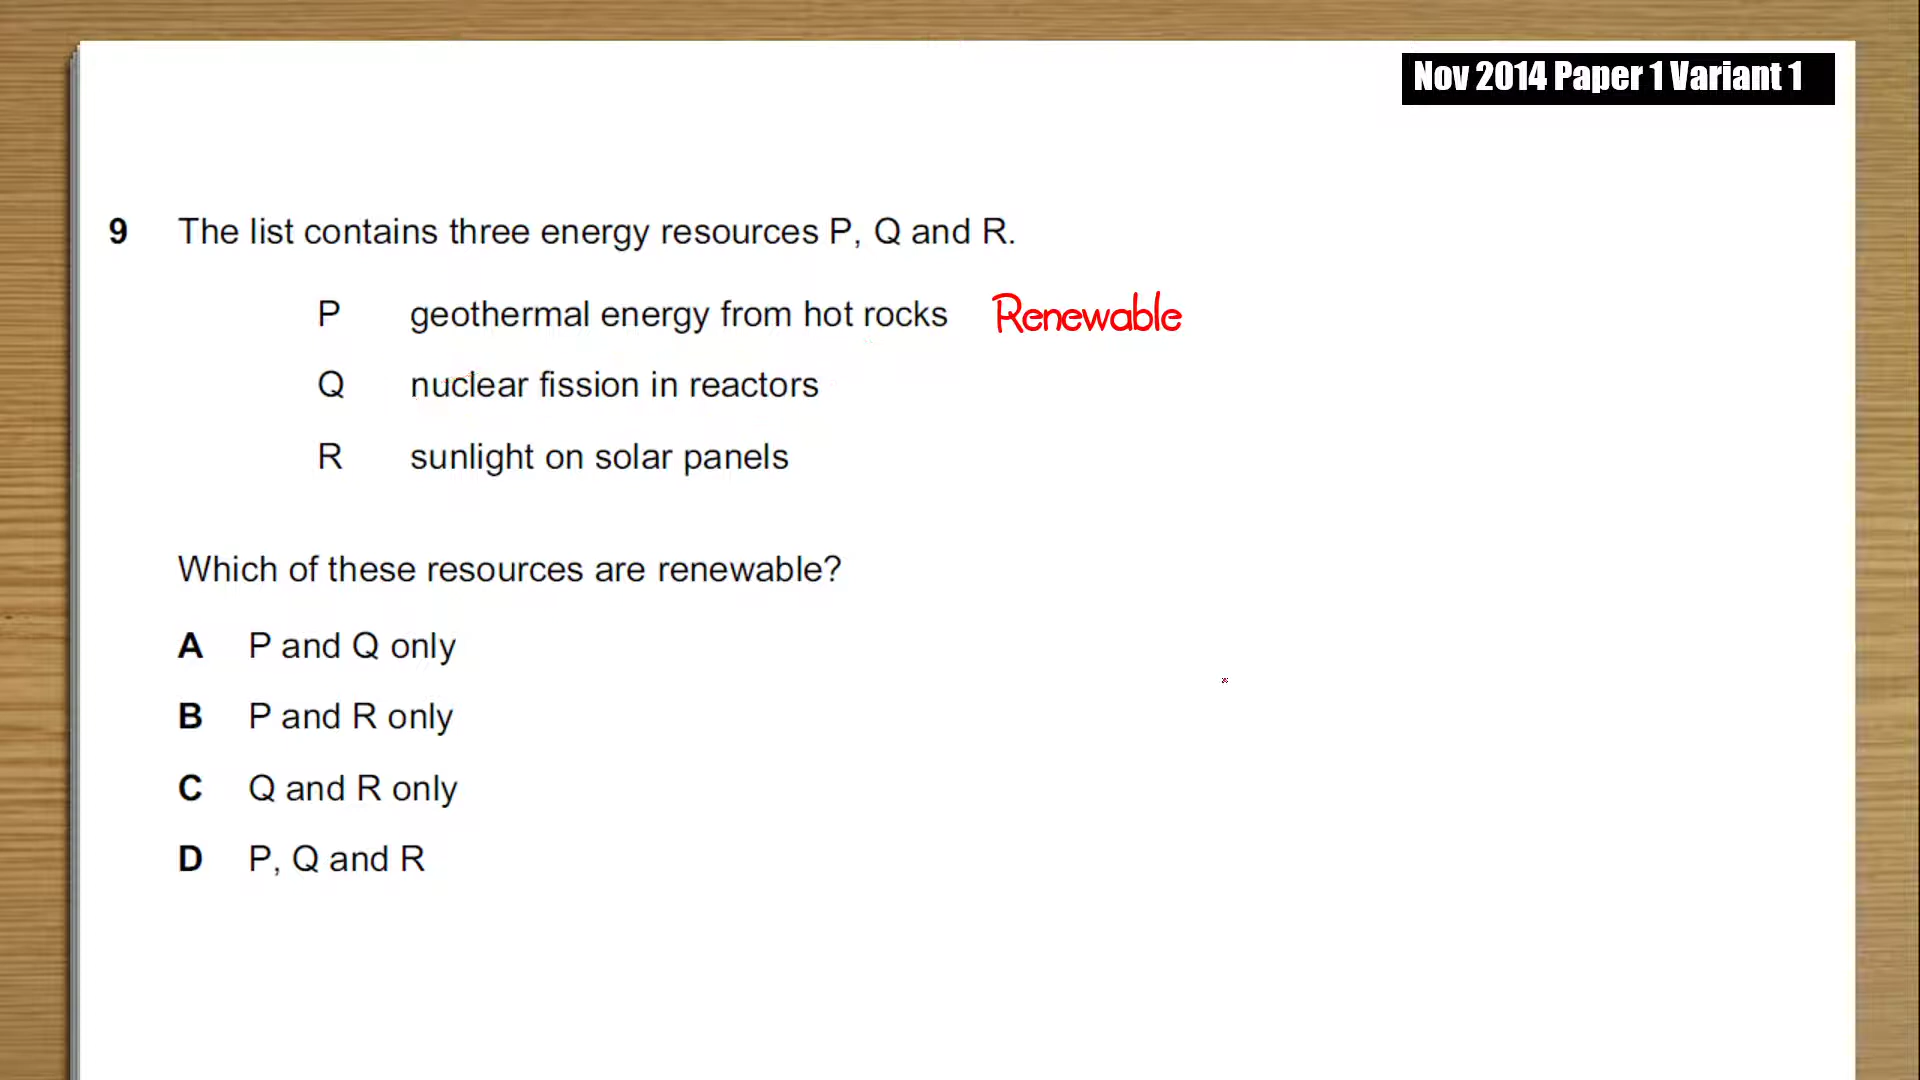 Nov 2014 Paper 1 Variant 1
9 The list contains three energy resources P, Q and R.
P geothermal energy from hot rocks Renewable
Q nuclear fission in reactors
R sunlight on solar panels
Which of these resources are renewable?
A P and Q only
B P and R only
C Q and R only
D P, Q and R